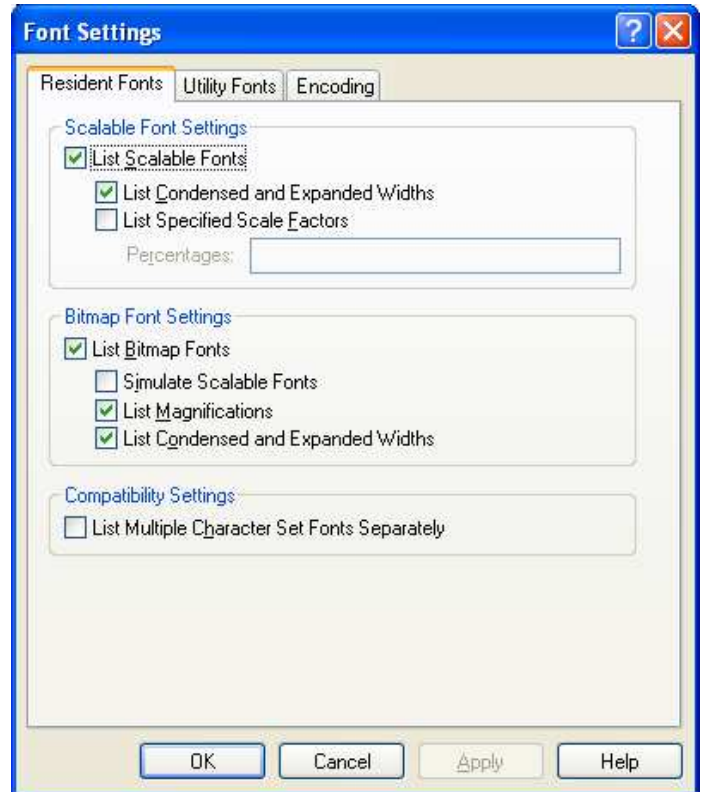 Font Settings
Resident Fonts Utility Fonts Encoding
Scalable Font Settings
List Scalable Fonts
List Condensed and Expanded Widths
List Specified Scale Factors
Percentages:
Bitmap Font Settings
List Bitmap Fonts
Simulate Scalable Fonts
List Magnifications
List Condensed and Expanded Widths
Compatibility Settings
List Multiple Character Set Fonts Separately
OK Cancel Apply Help